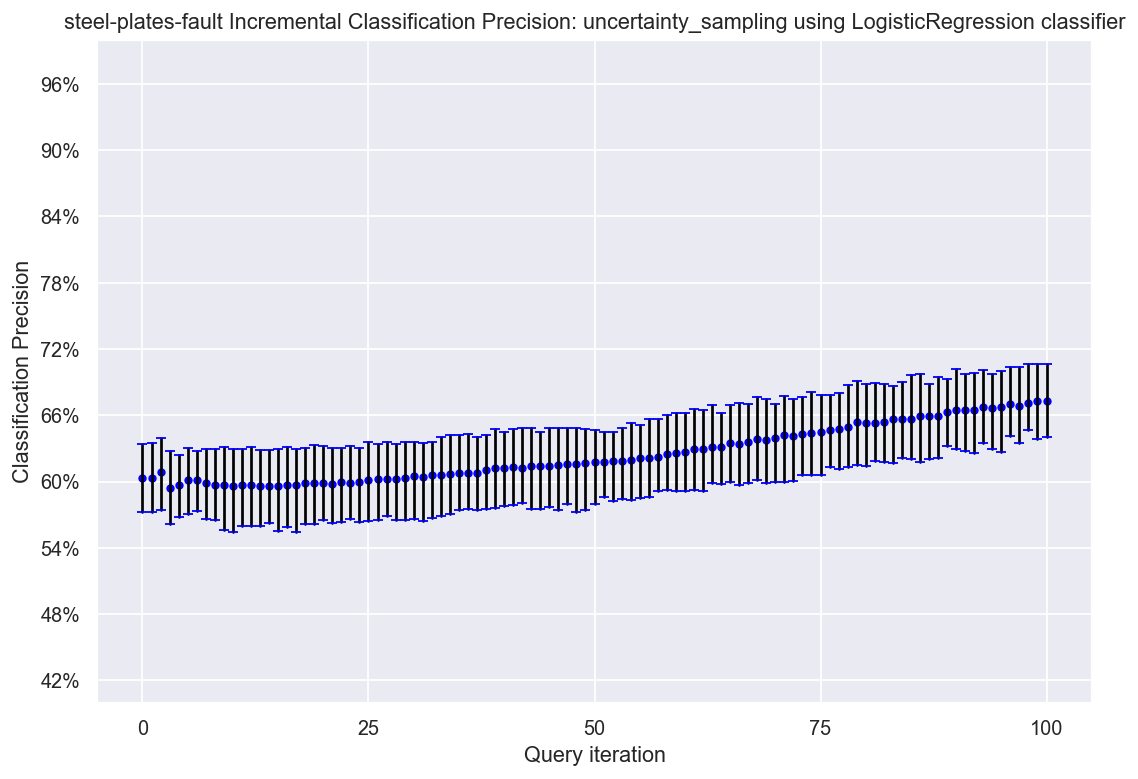 steel-plates-fault Incremental Classification Precision: uncertainty_sampling using LogisticRegression classifier
96%
90%
84%
78%
72%
66%
60%
54%
48%
42%
Classification Precision
0 25 50 75 100
Query iteration